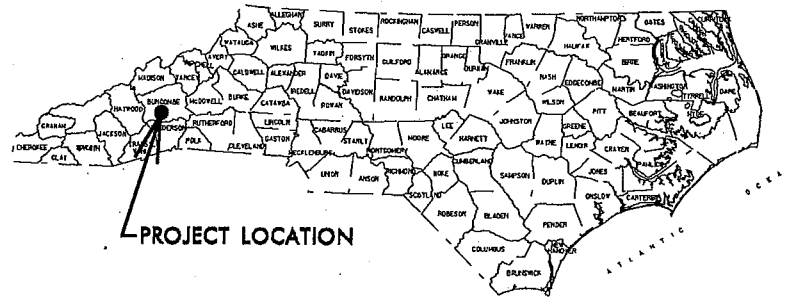 ALLEGHANY
ASHE
SURRY
STOKES
ROCKINGHAM
CASWELL
PERSON
VANCE
WARREN
NORTHAMPTON
GATES
GRANVILLE
HERTFORD
HALIFAX
WATAUGA
WILKES
YADKIN
FORSYTH
GUILFORD
ALAMANCE
ORANGE
DURHAM
FRANKLIN
BERTIE
AVERY
MADISON
YANCEY
CALDWELL
ALEXANDER
DAVIE
IREDELL
DAVIDSON
RANDOLPH
CHATHAM
WAKE
NASH
EDGECOMBE
MARTIN
WASHINGTON
TYRRELL
DARE
HAYWOOD
BUNCOMBE
McDOWELL
BURKE
CATAWBA
ROWAN
WILSON
PITT
BEAUFORT
HYDE
GRAHAM
JACKSON
HENDERSON
RUTHERFORD
POLK
CLEVELAND
LINCOLN
GASTON
MECKLENBURG
CABARRUS
STANLY
MONTGOMERY
MOORE
LEE
HARNETT
JOHNSTON
WAYNE
GREENE
LENOIR
CRAVEN
PAMLICO
CHEROKEE
CLAY
MACON
UNION
ANSON
RICHMOND
SCOTLAND
HOKE
CUMBERLAND
SAMPSON
DUPLIN
JONES
ONSLOW
CARTERET
ROBESON
BLADEN
PENDER
COLUMBUS
NEW
HANOVER
BRUNSWICK
PROJECT LOCATION
ATLANTIC OCEA